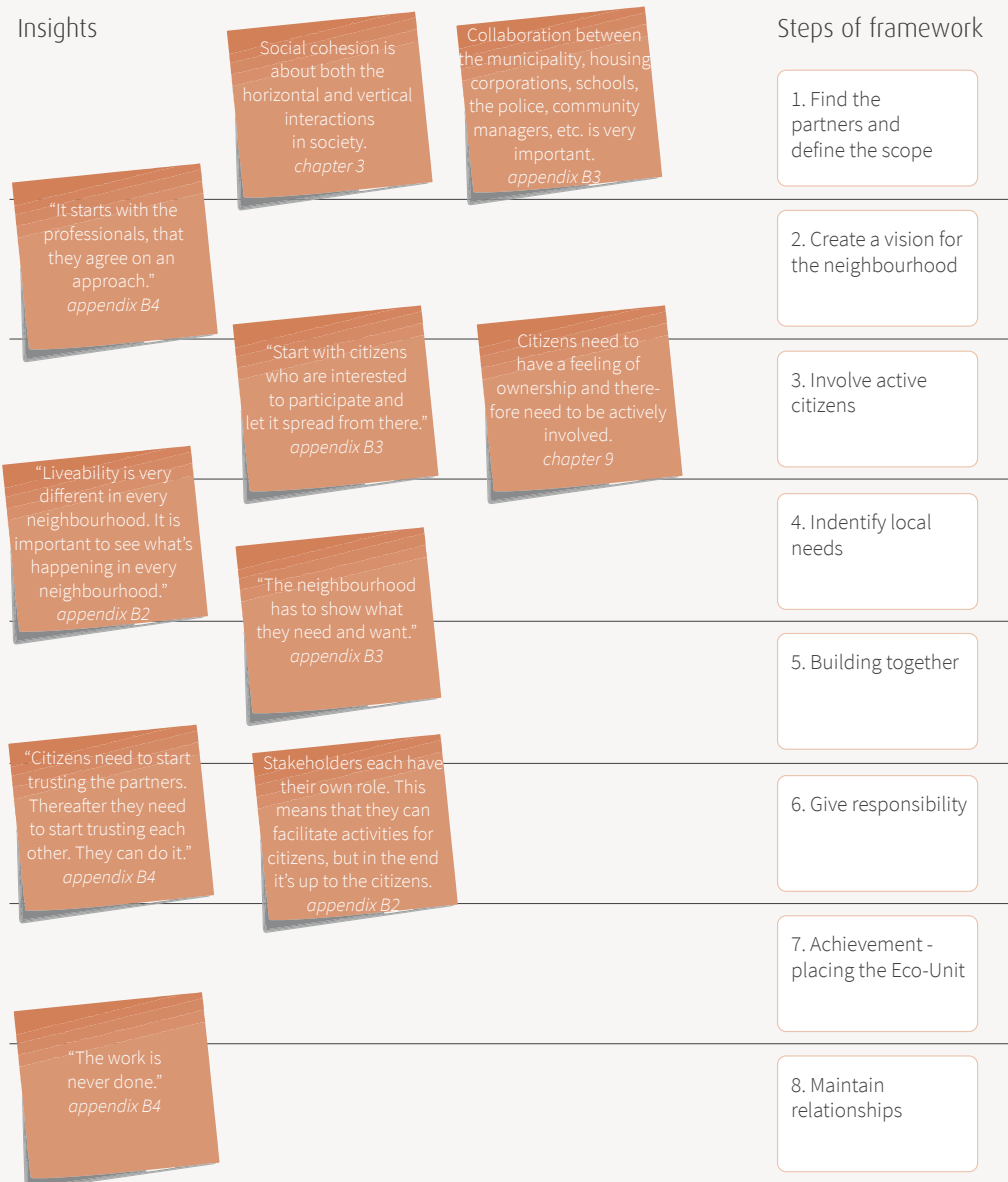 Insights
Steps of framework
Social cohesion is
about both the
horizontal and vertical
interactions
in society.
chapter 3
Collaboration between
the municipality, housing
corporations, schools,
the police, community
managers, etc. is very
important.
appendix B3
1. Find the
partners and
define the scope
“It starts with the
professionals, that
they agree on an
approach.”
appendix B4
2. Create a vision for
the neighbourhood
“Start with citizens
who are interested
to participate and
let it spread from there.”
appendix B3
Citizens need to
have a feeling of
ownership and there-
fore need to be actively
involved.
chapter 9
3. Involve active
citizens
“Liveability is very
different in every
neighbourhood. It is
important to see what’s
happening in every
neighbourhood.”
appendix B2
“The neighbourhood
has to show what
they need and want.”
appendix B3
4. Indentify local
needs
5. Building together
“Citizens need to start
trusting the partners.
Thereafter they need
to start trusting each
other. They can do it.”
appendix B4
Stakeholders each have
their own role. This
means that they can
facilitate activities for
citizens, but in the end
it’s up to the citizens.
appendix B2
6. Give responsibility
7. Achievement -
placing the Eco-Unit
“The work is
never done.”
appendix B4
8. Maintain
relationships